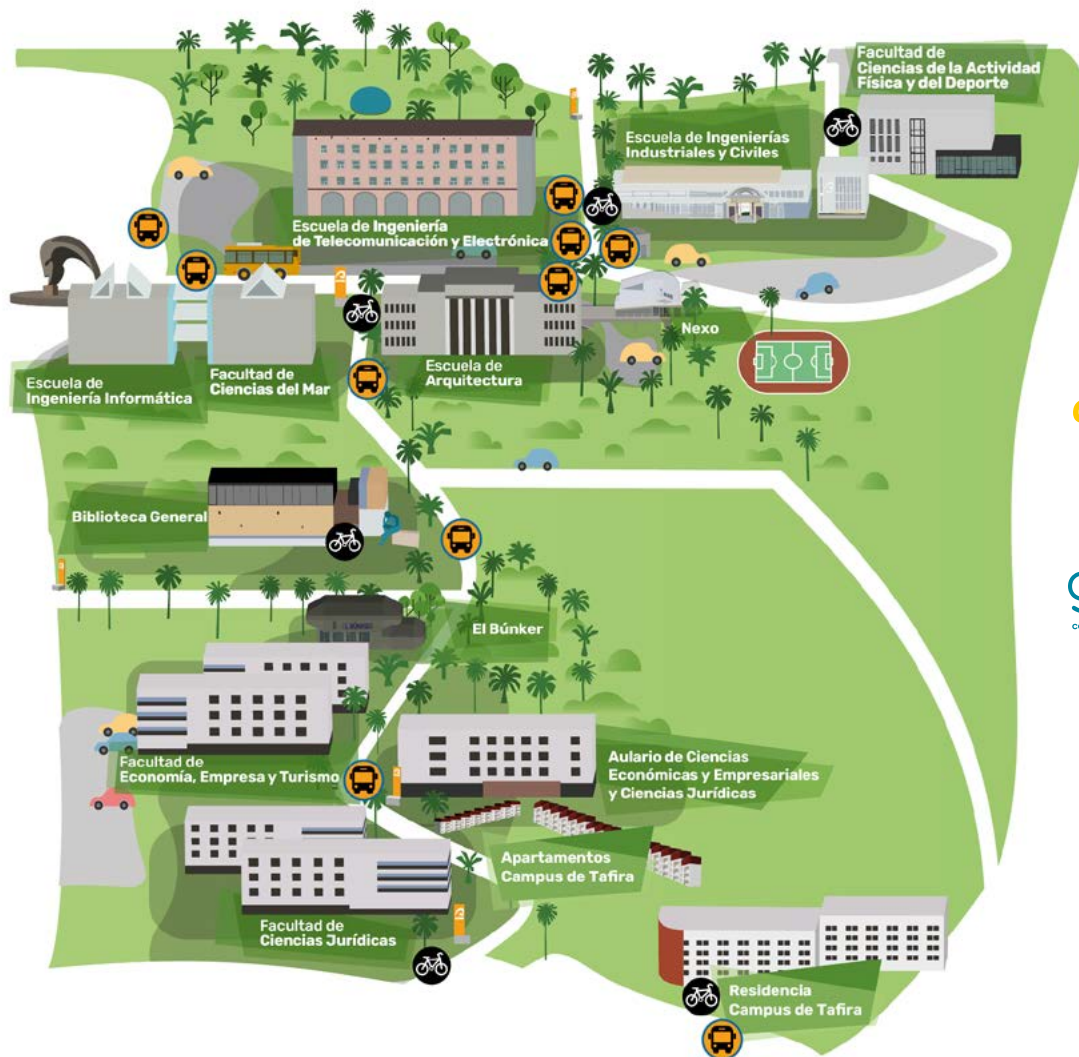 Facultad de
Ciencias de la Actividad
Física y del Deporte
Escuela de Ingenierías
Industriales y Civiles
Escuela de Ingeniería
de Telecomunicación y Electrónica
Nexo
Escuela de
Ingeniería Informática
Facultad de
Ciencias del Mar
Escuela de
Arquitectura
Biblioteca General
El Búnker
Facultad de
Economía, Empresa y Turismo
Aulario de Ciencias
Económicas y Empresariales
y Ciencias Jurídicas
Apartamentos
Campus de Tafira
Facultad de
Ciencias Jurídicas
Residencia
Campus de Tafira